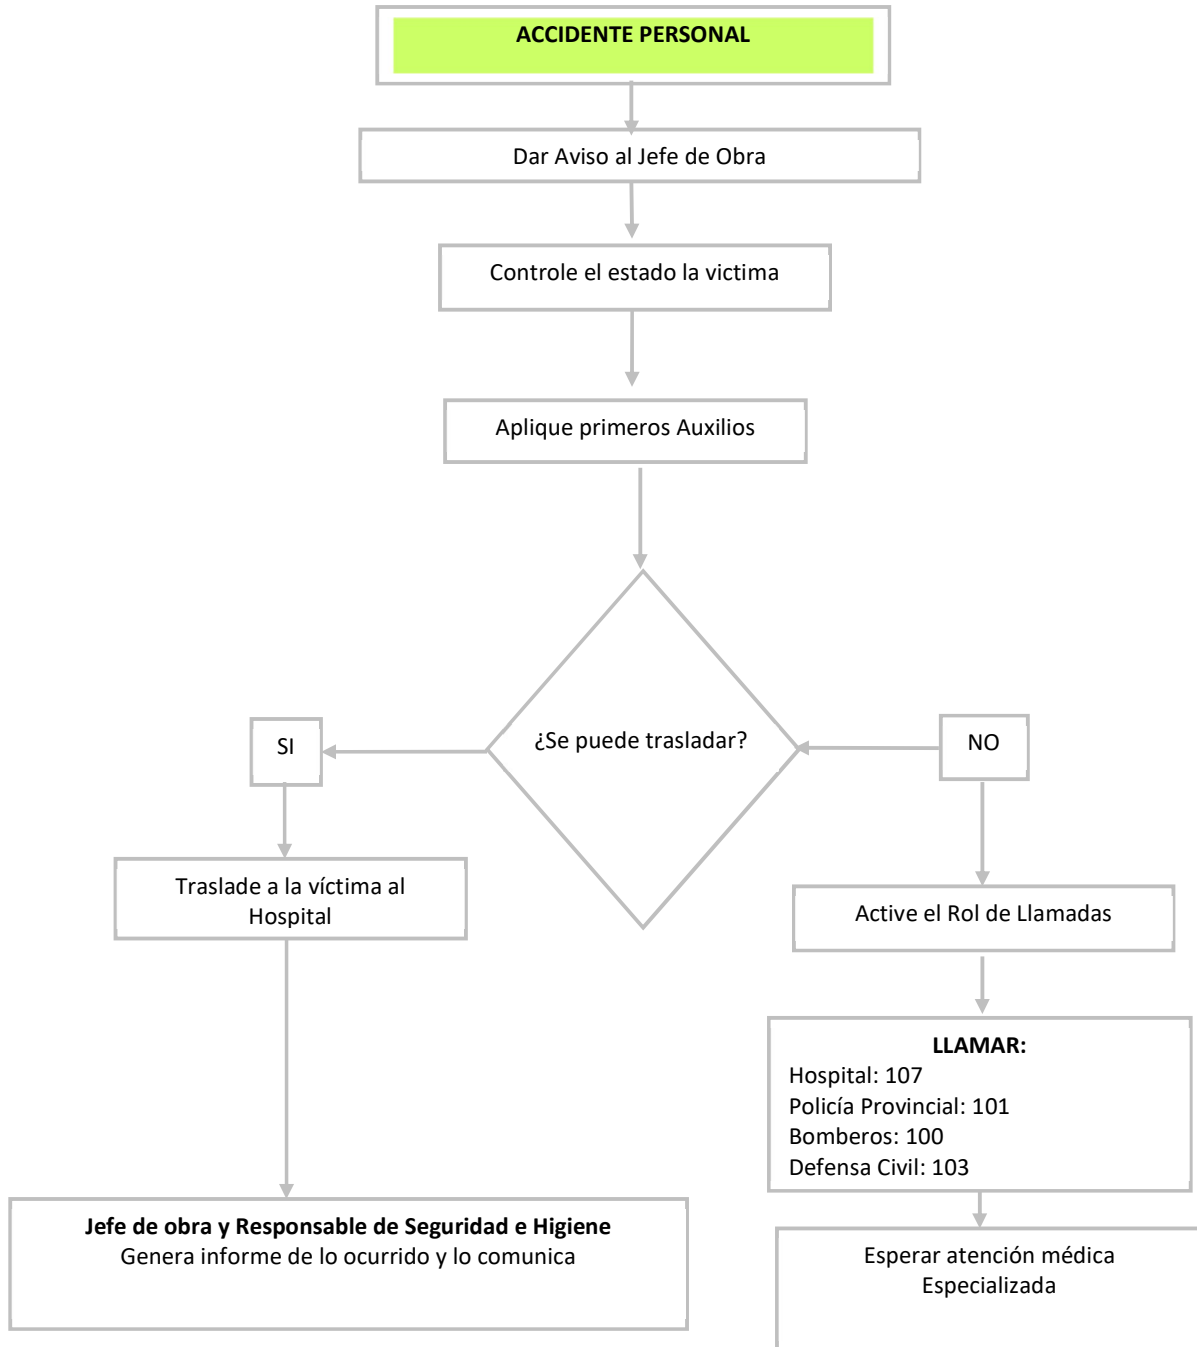 ACCIDENTE PERSONAL
Dar Aviso al Jefe de Obra
Controle el estado la victima
Aplique primeros Auxilios
¿Se puede trasladar?
SI
NO
Traslade a la víctima al
Hospital
Active el Rol de Llamadas
LLAMAR:
Hospital: 107
Policía Provincial: 101
Bomberos: 100
Defensa Civil: 103
Jefe de obra y Responsable de Seguridad e Higiene
Genera informe de lo ocurrido y lo comunica
Esperar atención médica
Especializada